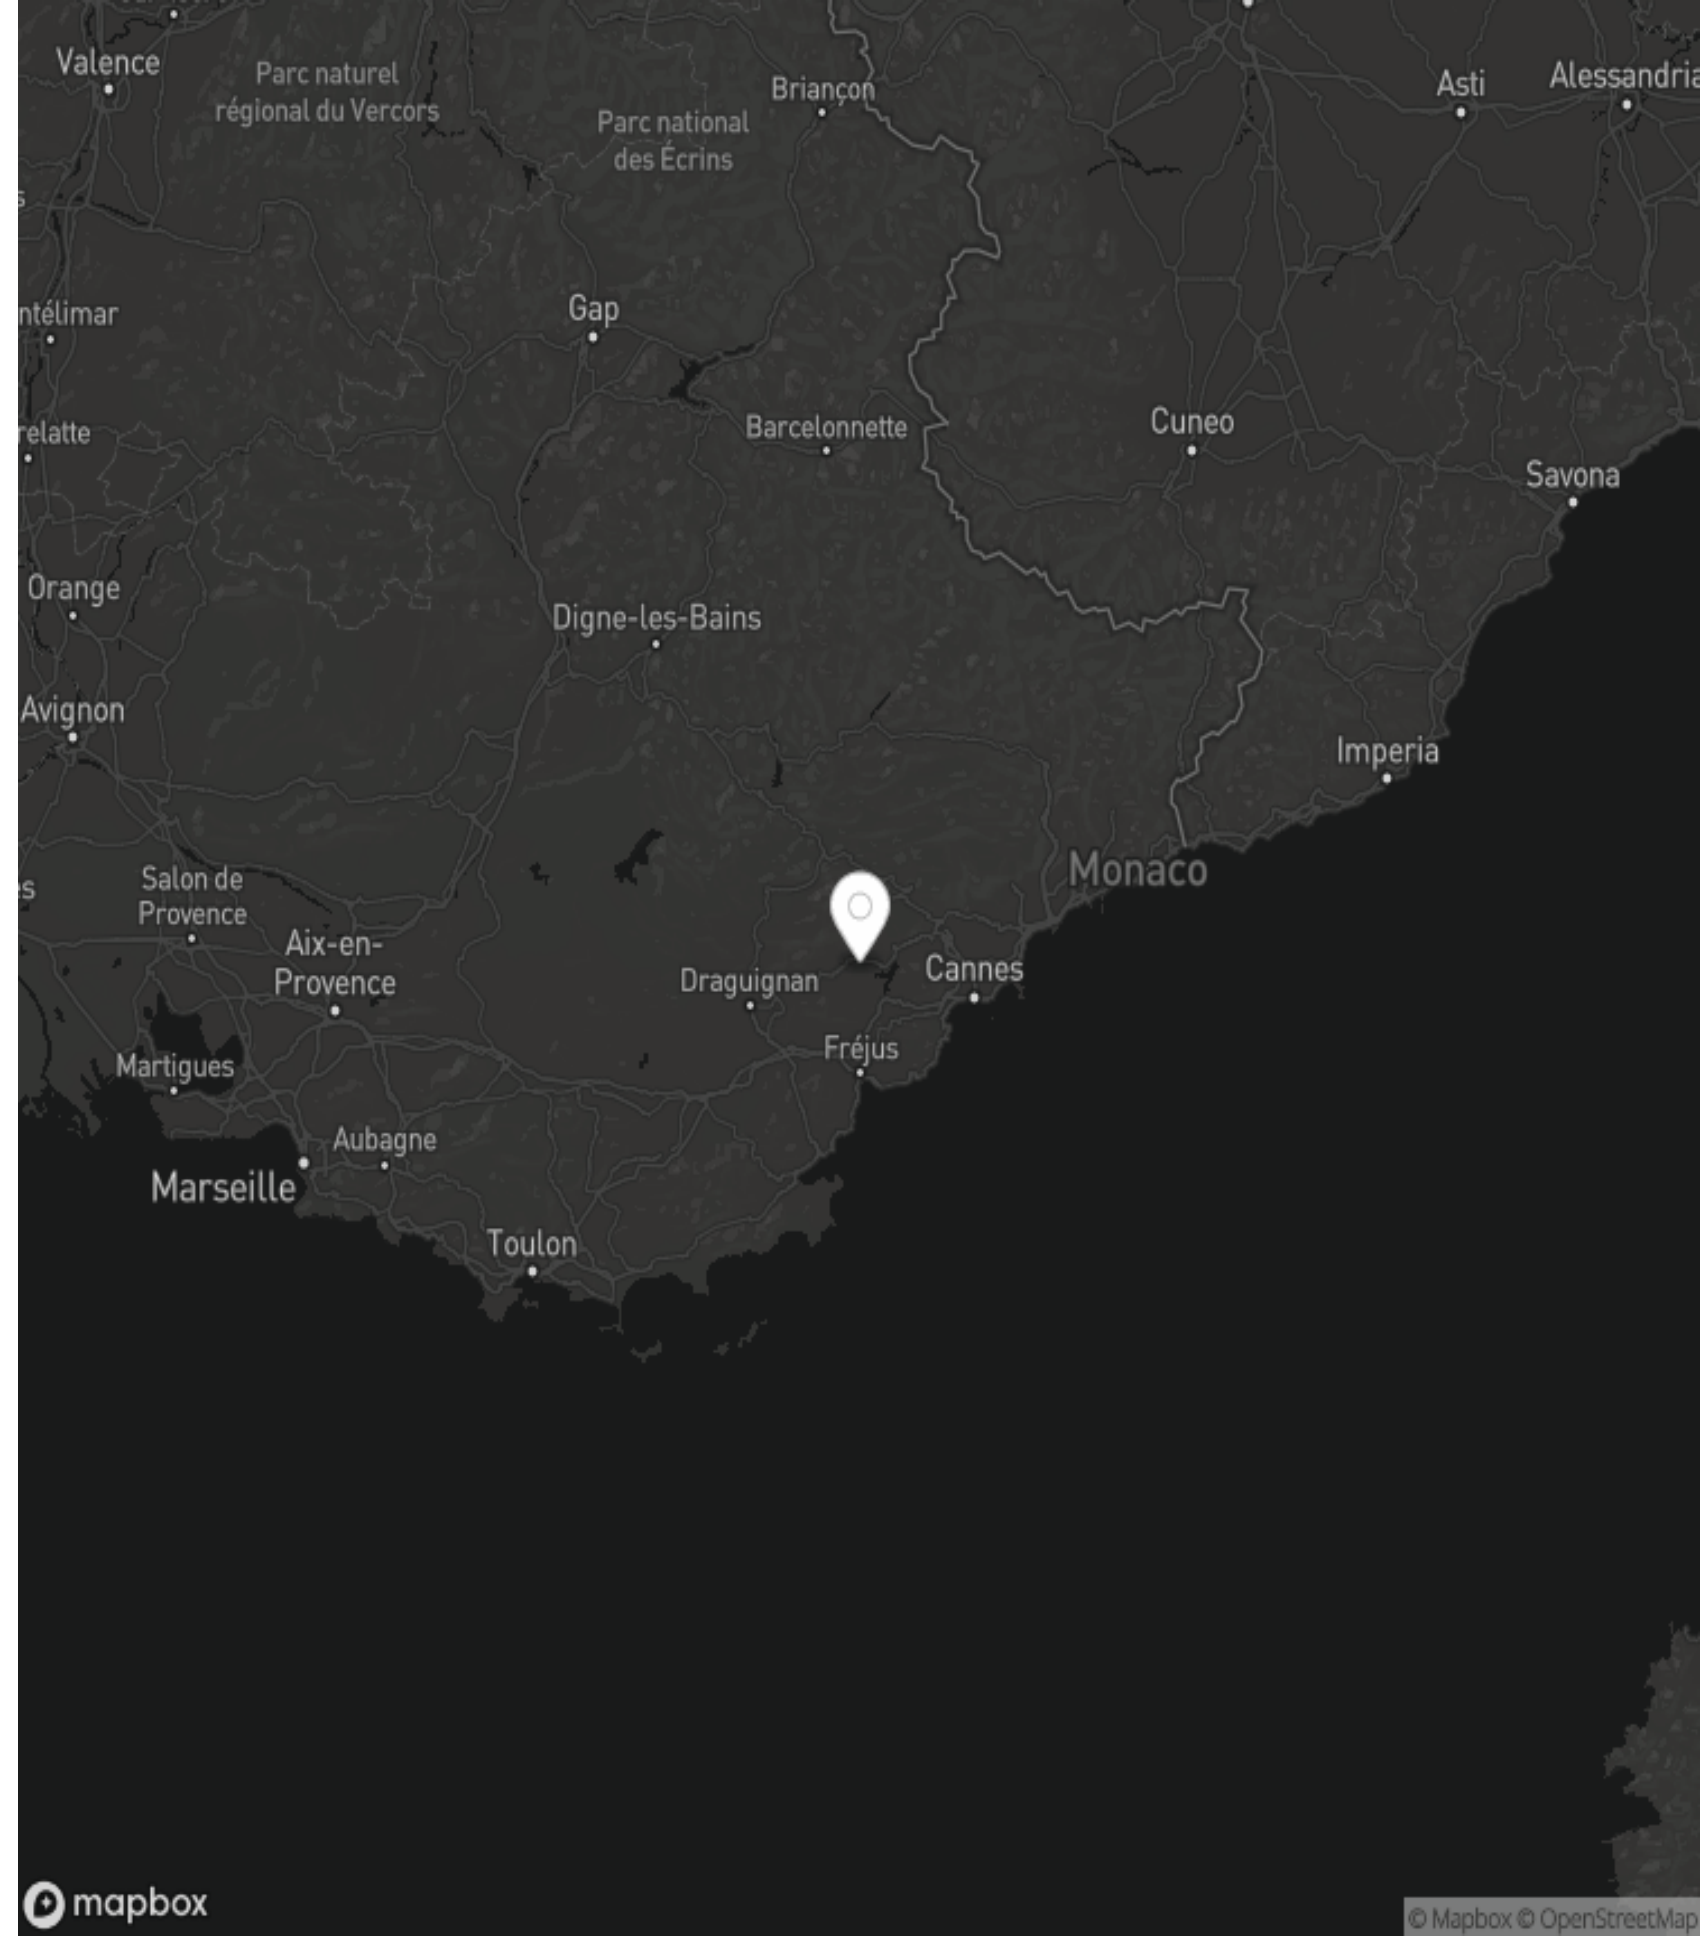 Valence
Parc naturel
régional du Vercors
Parc national
des Écrins
Briançon
Asti
Alessandria
s
ntélimar
Gap
relatte
Barcelonnette
Cuneo
Savona
Orange
Digne-les-Bains
Avignon
Imperia
Monaco
Salon de
Provence
Aix-en-
Provence
Draguignan
Cannes
Fréjus
Martigues
Aubagne
Marseille
Toulon
mapbox
© Mapbox © OpenStreetMap